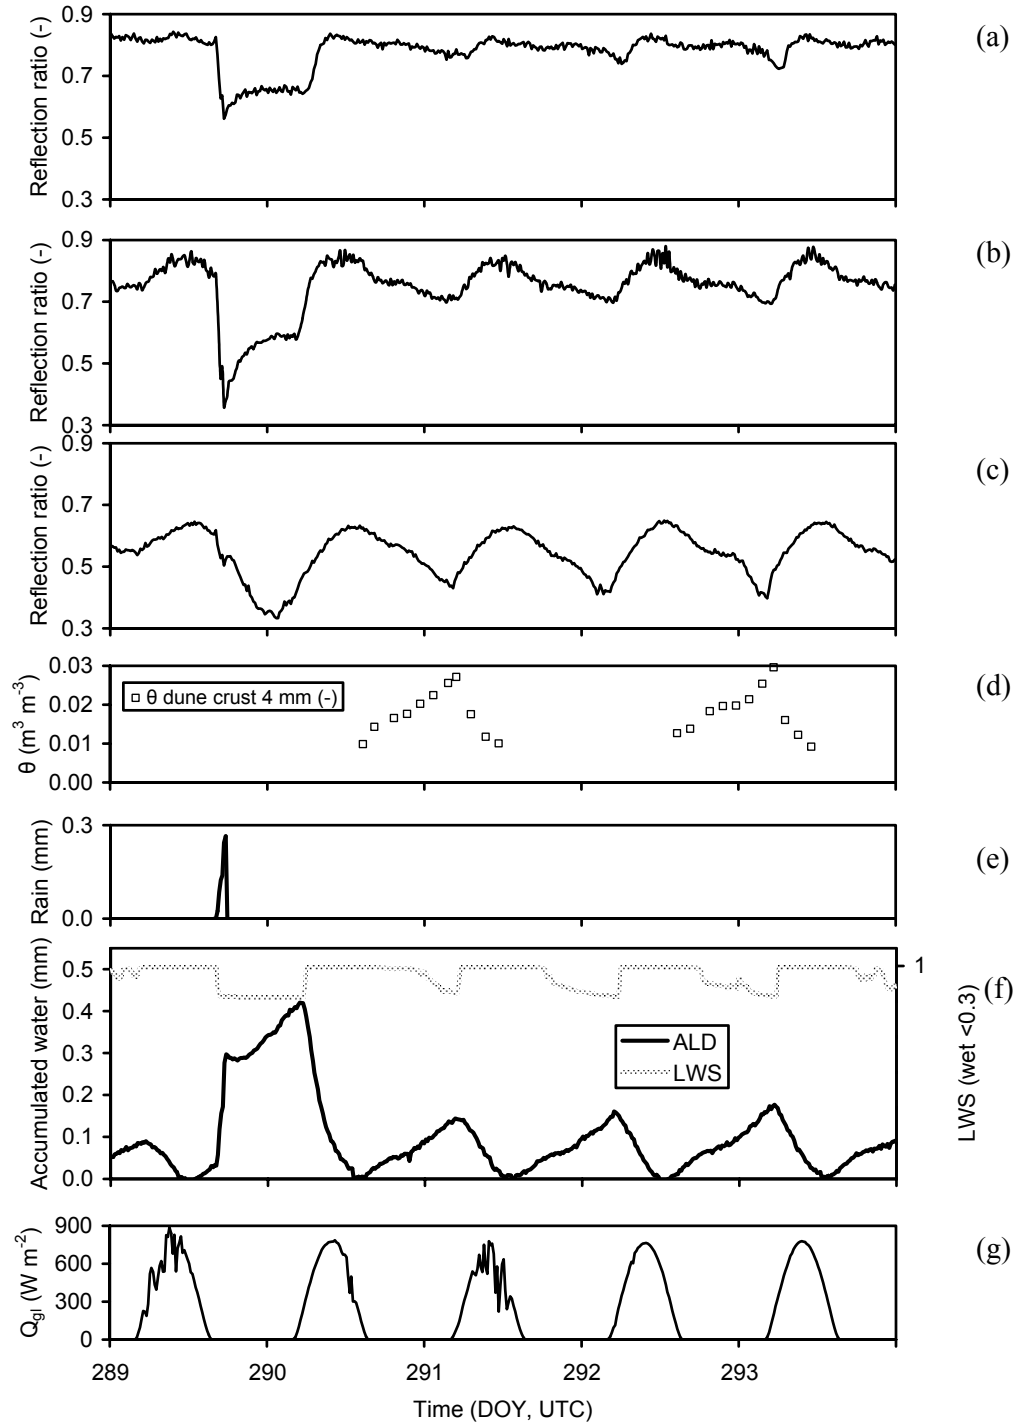 0.9
0.7
0.5
0.3
Reflection ratio (-)
(a)
0.9
0.7
0.5
0.3
Reflection ratio (-)
(b)
0.9
0.7
0.5
0.3
Reflection ratio (-)
(c)
0.03
0.02
0.01
0.00
θ (m³ m⁻³)
θ dune crust 4 mm (-)
(d)
0.3
0.0
Rain (mm)
(e)
0.5
0.4
0.3
0.2
0.1
0.0
Accumulated water (mm)
ALD
LWS
1
LWS (wet <0.3)
(f)
900
600
300
0
Qgl (W m⁻²)
(g)
289 290 291 292 293
Time (DOY, UTC)